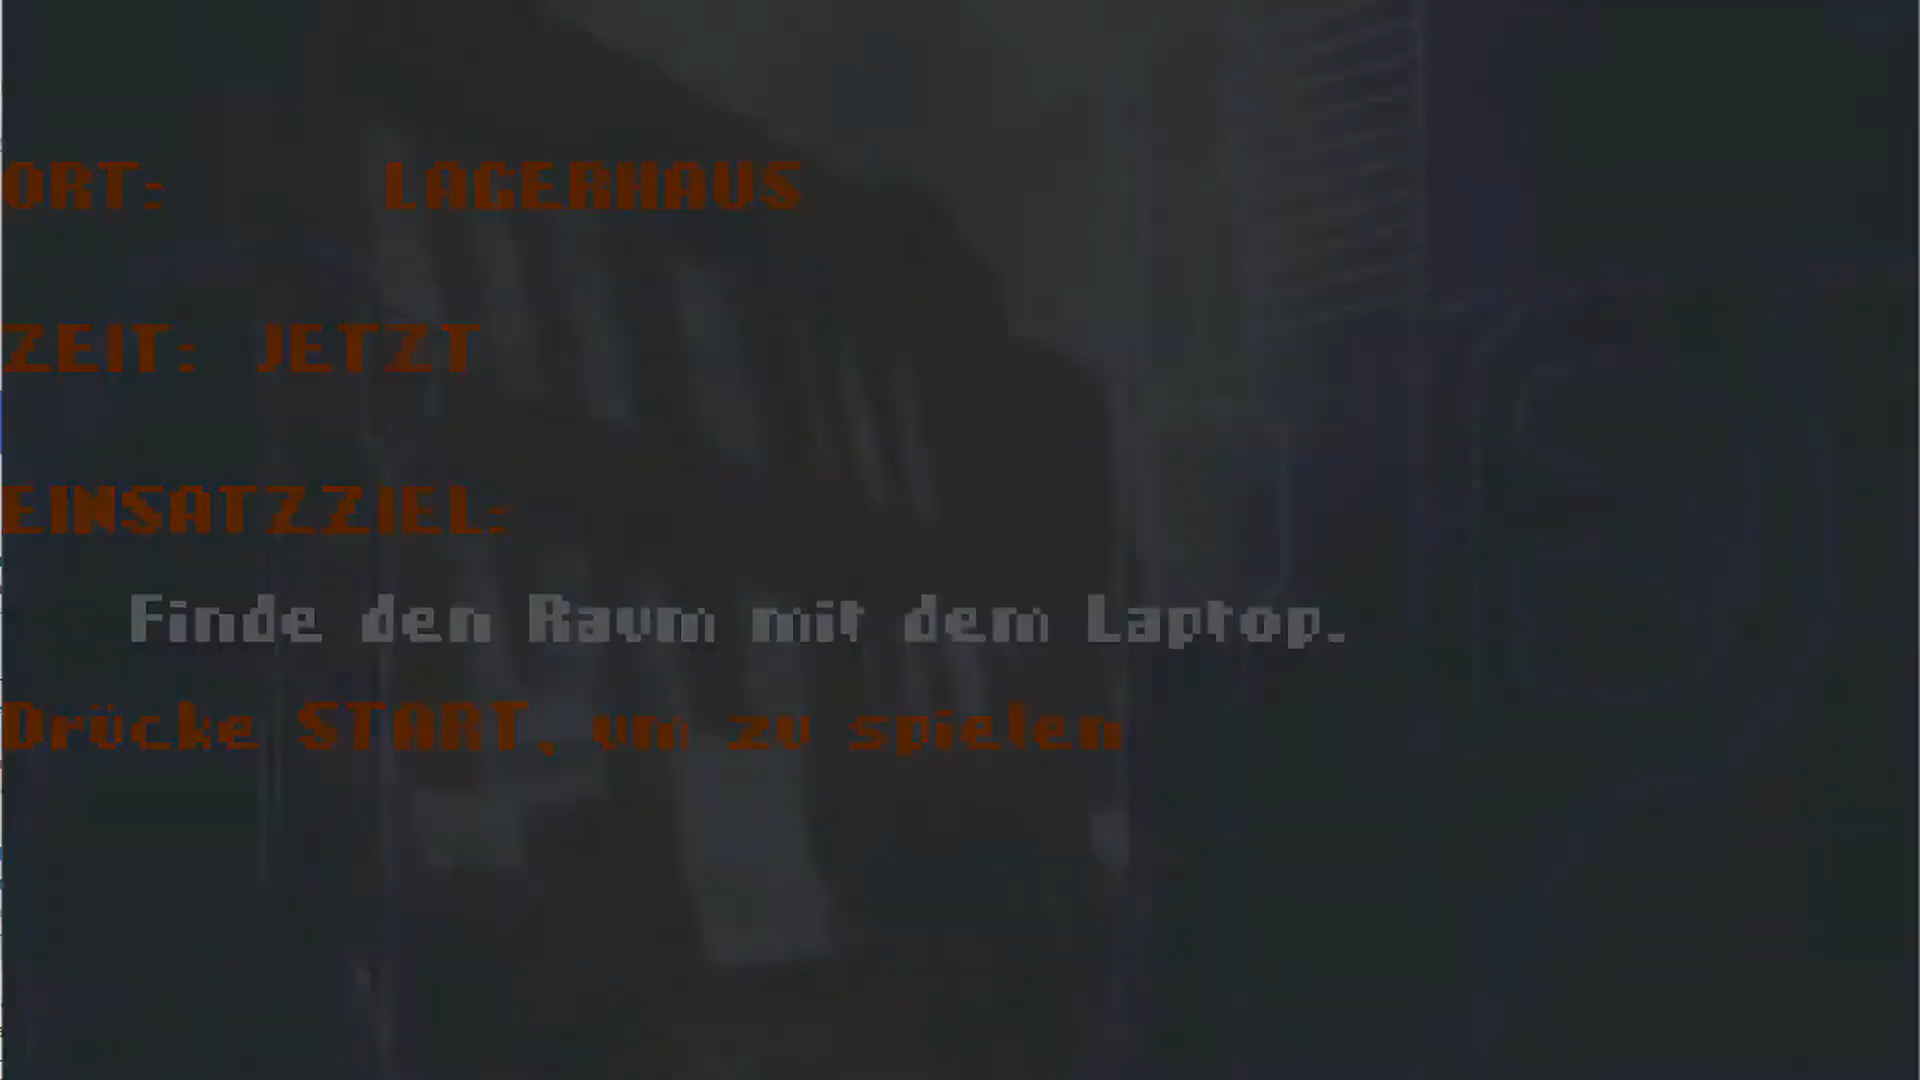 ORT: LAGERHAUS
ZEIT: JETZT
EINSATZZIEL:
Finde den Raum mit dem Laptop.
Drücke START, um zu spielen